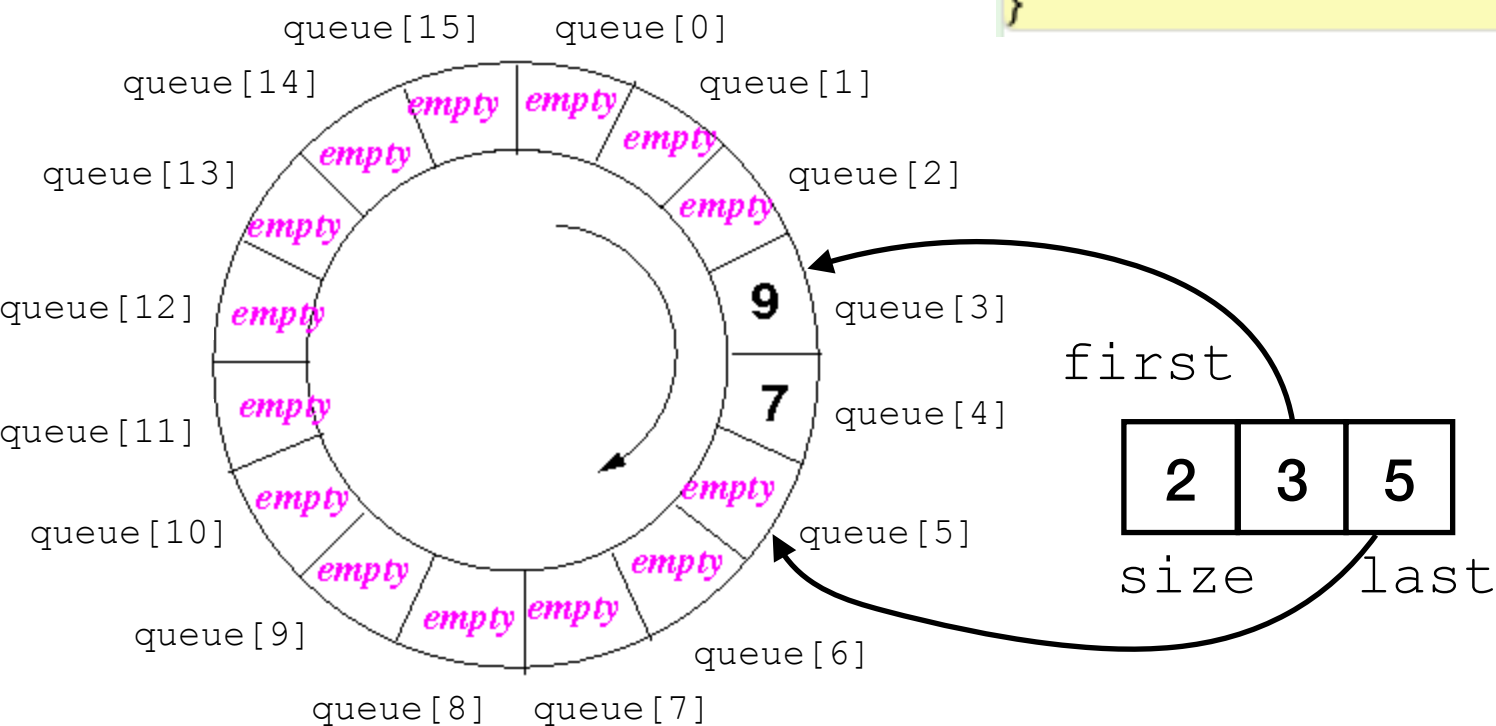 }
queue[15]
queue[0]
queue[14]
queue[1]
empty
empty
empty
empty
queue[13]
queue[2]
empty
empty
queue[12]
empty
9
queue[3]
first
queue[11]
empty
7
queue[4]
2 3 5
size
last
empty
empty
queue[10]
queue[5]
empty
empty
queue[9]
empty
empty
queue[6]
queue[8]
queue[7]